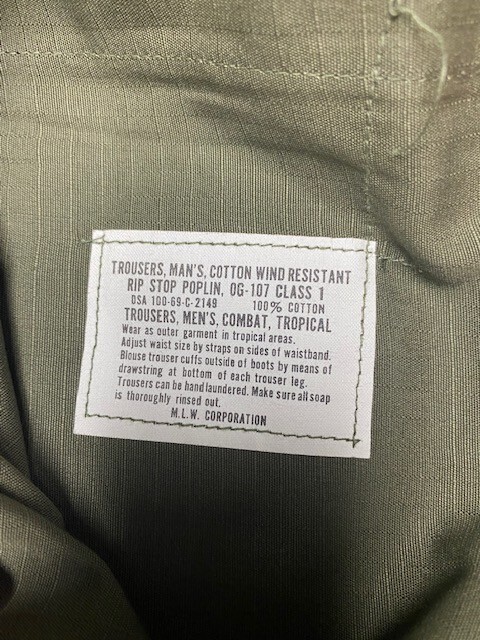 TROUSERS, MAN'S, COTTON WIND RESISTANT
RIP STOP POPLIN, OG-107 CLASS 1
DSA 100-69-C-2149 100% COTTON
TROUSERS, MEN'S, COMBAT, TROPICAL
Wear as outer garment in tropical areas.
Adjust waist size by straps on sides of waistband.
Blouse trouser cuffs outside of boots by means of
drawstring at bottom of each trouser leg.
Trousers can be hand laundered. Make sure all soap
is thoroughly rinsed out.
M.L.W. CORPORATION